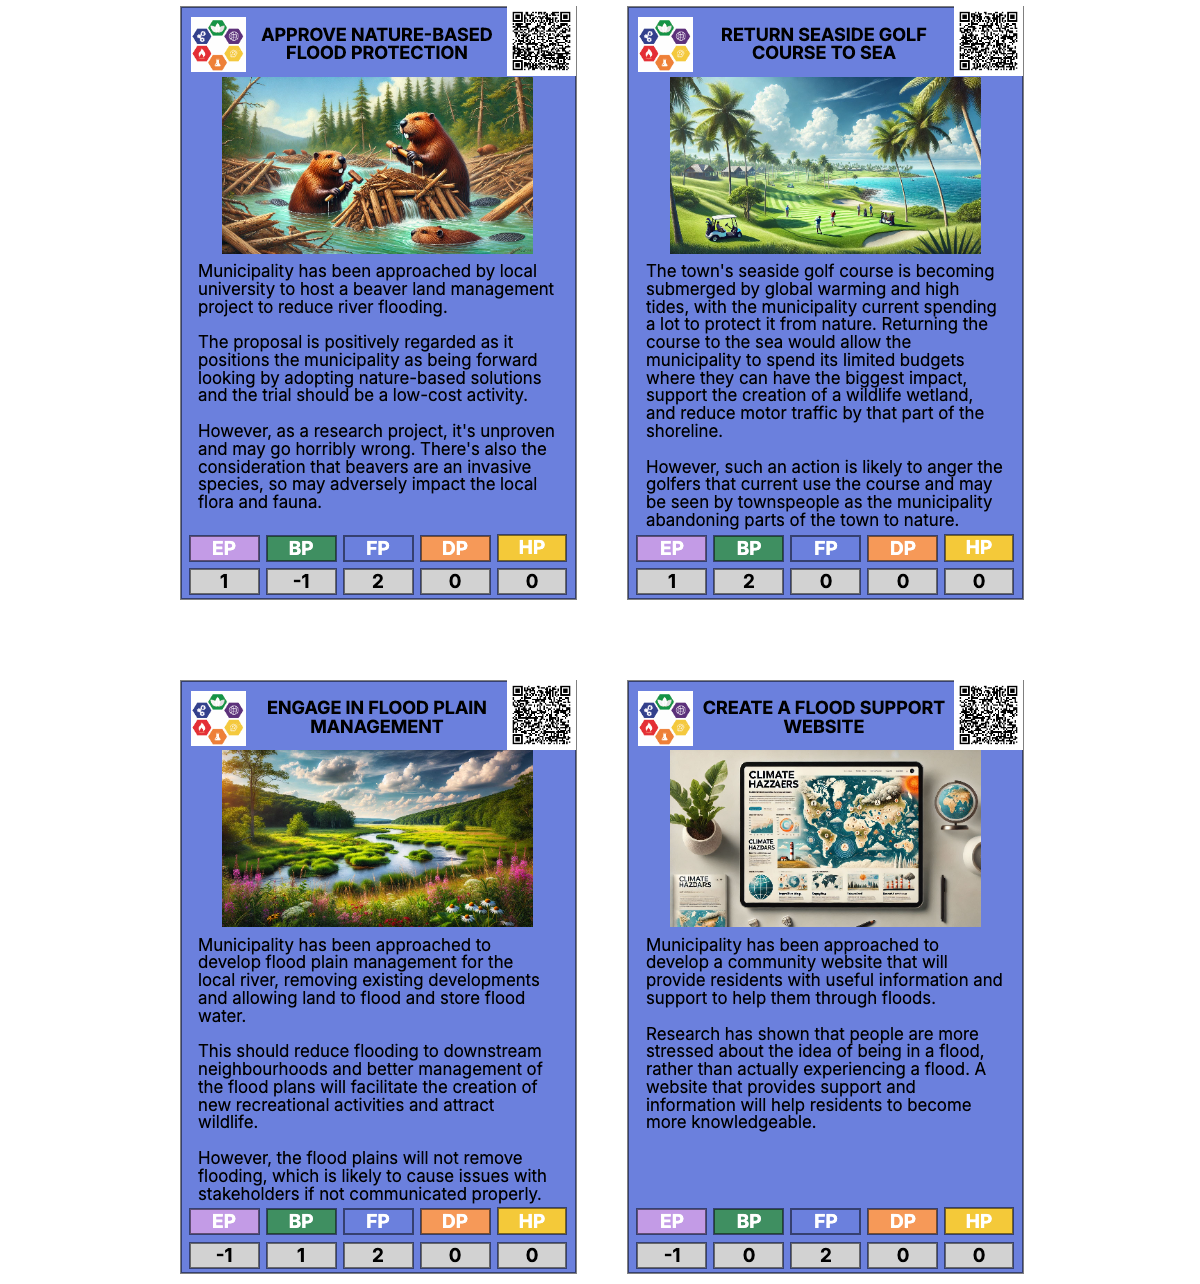 APPROVE NATURE-BASED
FLOOD PROTECTION
Municipality has been approached by local
university to host a beaver land management
project to reduce river flooding.
The proposal is positively regarded as it
positions the municipality as being forward
looking by adopting nature-based solutions
and the trial should be a low-cost activity.
However, as a research project, it's unproven
and may go horribly wrong. There's also the
consideration that beavers are an invasive
species, so may adversely impact the local
flora and fauna.
EP BP FP DP HP
1 -1 2 0 0
RETURN SEASIDE GOLF
COURSE TO SEA
The town's seaside golf course is becoming
submerged by global warming and high
tides, with the municipality current spending
a lot to protect it from nature. Returning the
course to the sea would allow the
municipality to spend its limited budgets
where they can have the biggest impact,
support the creation of a wildlife wetland,
and reduce motor traffic by that part of the
shoreline.
However, such an action is likely to anger the
golfers that current use the course and may
be seen by townspeople as the municipality
abandoning parts of the town to nature.
EP BP FP DP HP
1 2 0 0 0
ENGAGE IN FLOOD PLAIN
MANAGEMENT
Municipality has been approached to
develop flood plain management for the
local river, removing existing developments
and allowing land to flood and store flood
water.
This should reduce flooding to downstream
neighbourhoods and better management of
the flood plans will facilitate the creation of
new recreational activities and attract
wildlife.
However, the flood plains will not remove
flooding, which is likely to cause issues with
stakeholders if not communicated properly.
EP BP FP DP HP
-1 1 2 0 0
CREATE A FLOOD SUPPORT
WEBSITE
CLIMATE
HAZZAERS
CLIMATE
HAZDARS
CLIMATE
HAZDARS
Municipality has been approached to
develop a community website that will
provide residents with useful information and
support to help them through floods.
Research has shown that people are more
stressed about the idea of being in a flood,
rather than actually experiencing a flood. A
website that provides support and
information will help residents to become
more knowledgeable.
EP BP FP DP HP
-1 0 2 0 0